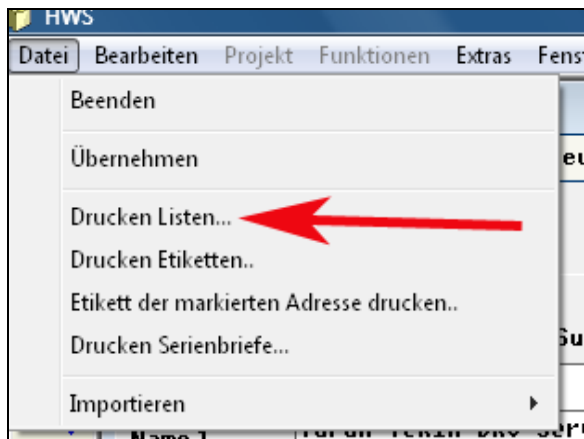 HWS
Datei Bearbeiten Projekt Funktionen Extras
Beenden
Übernehmen
Drucken Listen...
Drucken Etiketten..
Etikett der markierten Adresse drucken..
Drucken Serienbriefe...
Importieren